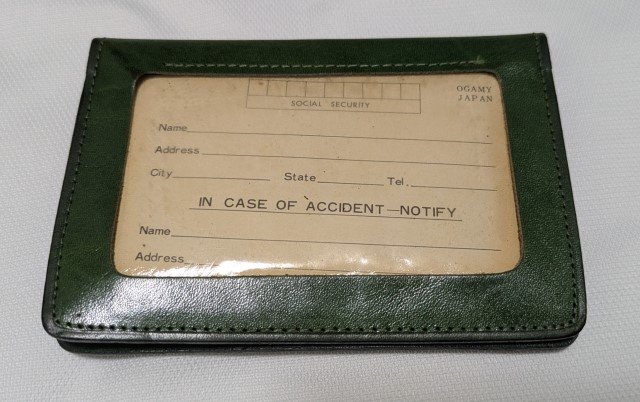 OGAMY
JAPAN
SOCIAL SECURITY
Name
Address
City State Tel.
IN CASE OF ACCIDENT—NOTIFY
Name
Address